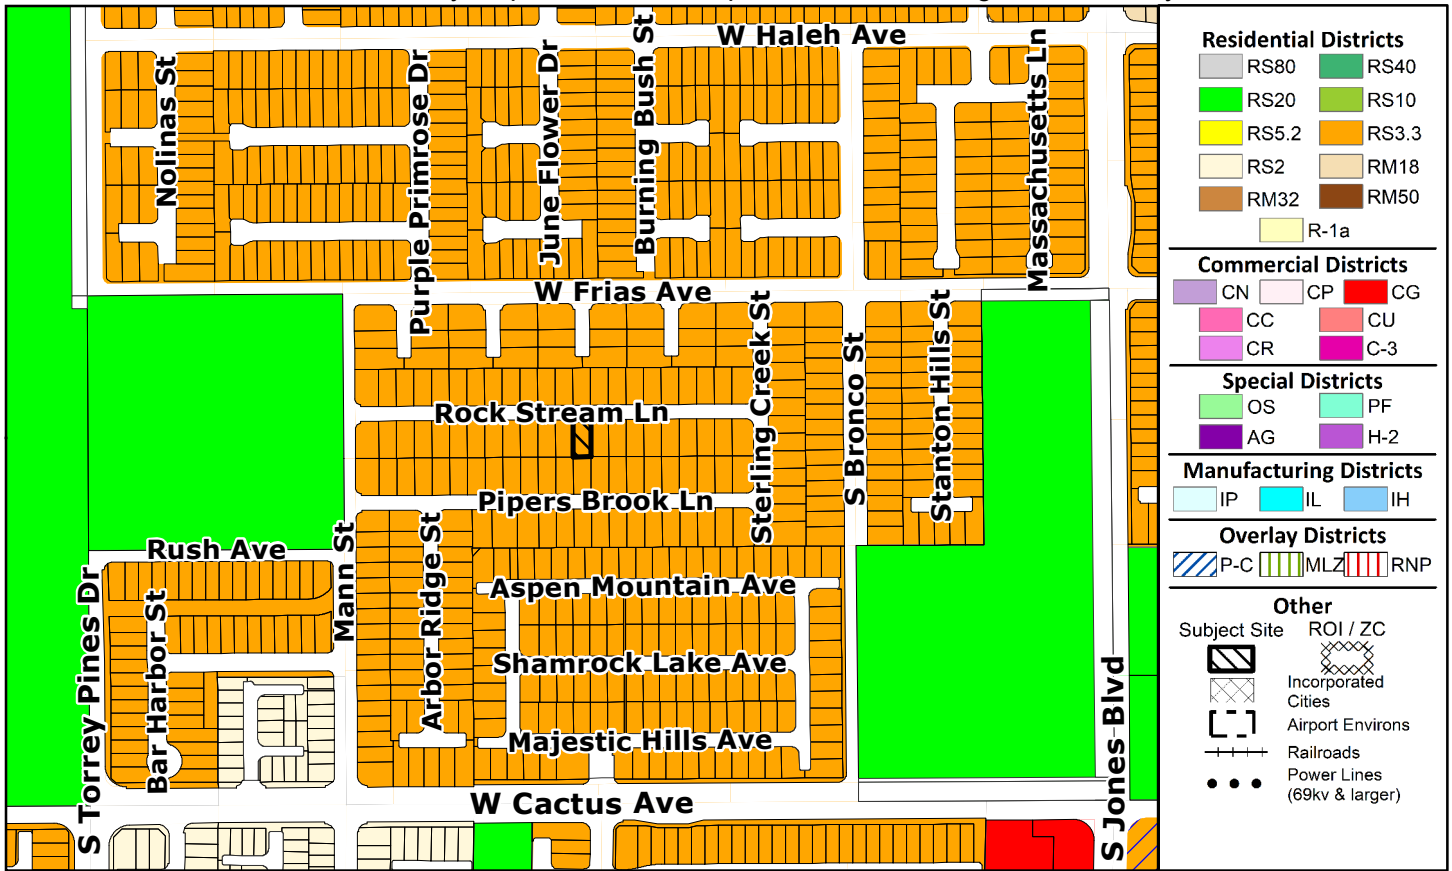 W Haleh Ave
Nolinas St
Purple Primrose Dr
June Flower Dr
Burning Bush St
Massachusetts Ln
W Frias Ave
Rock Stream Ln
Sterling Creek St
S Bronco St
Stanton Hills St
Pipers Brook Ln
Rush Ave
Mann St
Arbor Ridge St
Aspen Mountain Ave
S Torrey Pines Dr
Bar Harbor St
Shamrock Lake Ave
Majestic Hills Ave
S Jones Blvd
W Cactus Ave
Residential Districts
RS80 RS40
RS20 RS10
RS5.2 RS3.3
RS2 RM18
RM32 RM50
R-1a
Commercial Districts
CN CP CG
CC CU
CR C-3
Special Districts
OS PF
AG H-2
Manufacturing Districts
IP IL IH
Overlay Districts
P-C MLZ RNP
Other
Subject Site ROI / ZC
Incorporated
Cities
Airport Environs
Railroads
Power Lines
(69kv & larger)